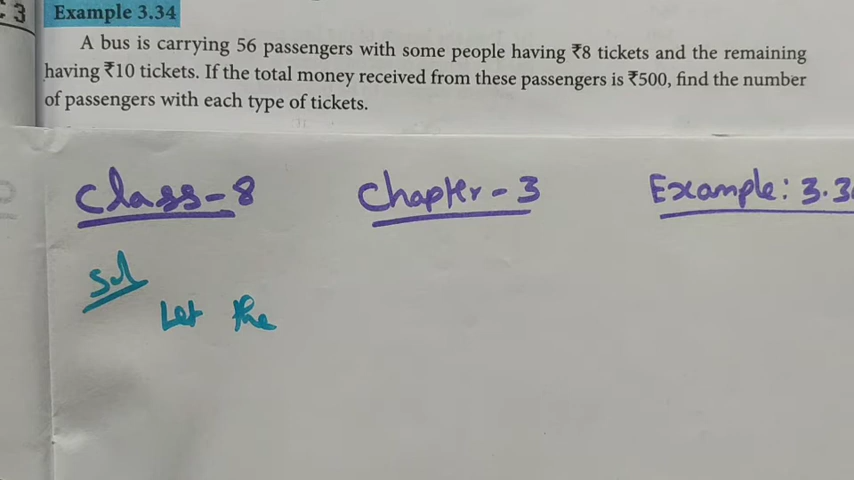 3
Example 3.34
A bus is carrying 56 passengers with some people having ₹8 tickets and the remaining
having ₹10 tickets. If the total money received from these passengers is ₹500, find the number
of passengers with each type of tickets.
Class-8 Chapter-3 Example: 3.3
Sol
Let the